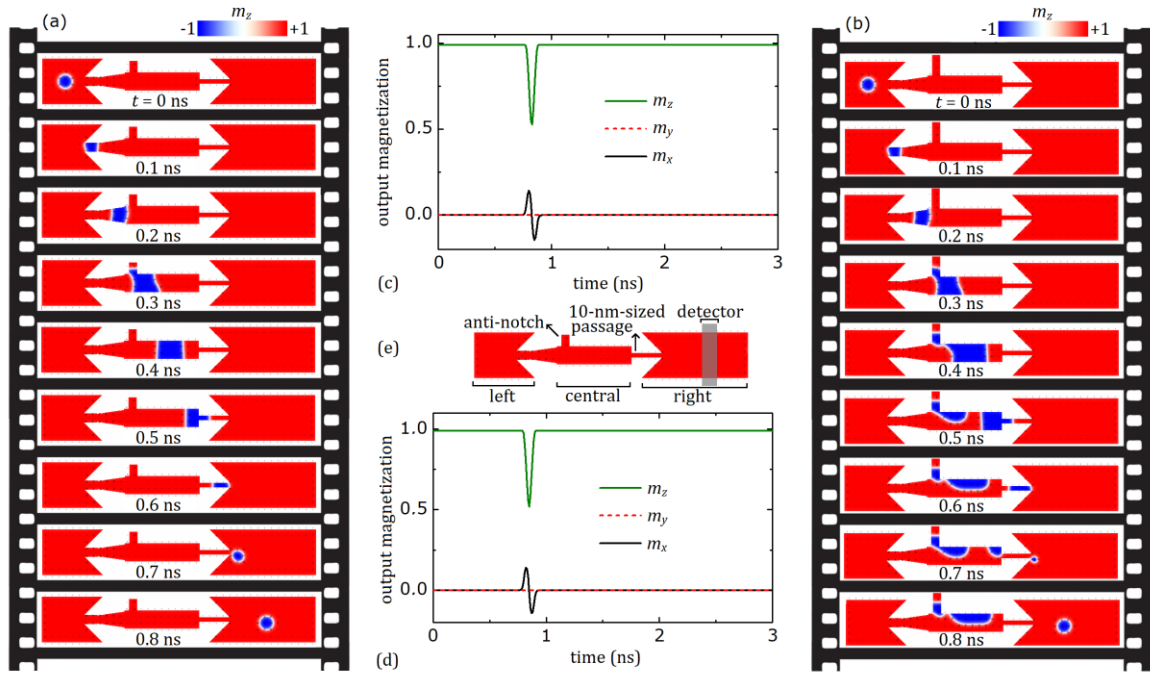 (a)
m_z
-1 +1
t = 0 ns
0.1 ns
0.2 ns
0.3 ns
0.4 ns
0.5 ns
0.6 ns
0.7 ns
0.8 ns
1.0
0.5
0.0
output magnetization
m_z
m_y
m_x
0 1 2 3
time (ns)
(c)
10-nm-sized
passage
anti-notch
detector
(e)
left central right
1.0
0.5
0.0
output magnetization
m_z
m_y
m_x
0 1 2 3
time (ns)
(d)
(b)
m_z
-1 +1
t = 0 ns
0.1 ns
0.2 ns
0.3 ns
0.4 ns
0.5 ns
0.6 ns
0.7 ns
0.8 ns